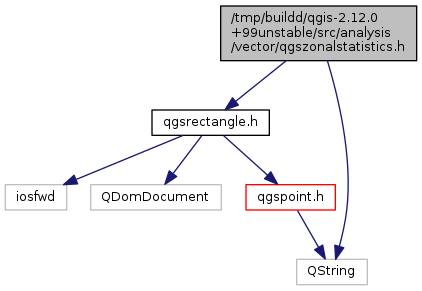 /tmp/buildd/qgis-2.12.0
+99unstable/src/analysis
/vector/qgszonalstatistics.h
qgsrectangle.h
iosfwd
QDomDocument
qgspoint.h
QString